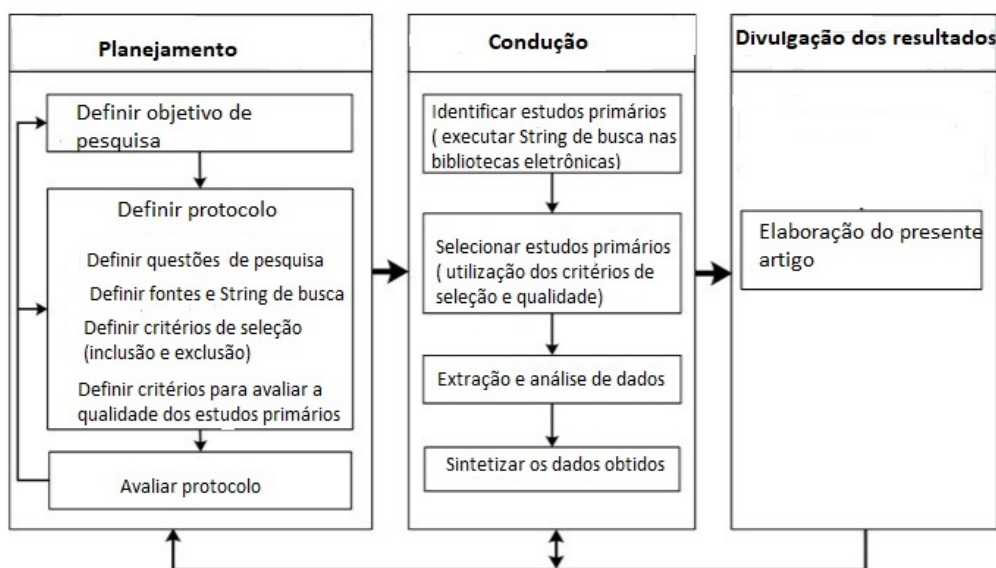 Planejamento
Definir objetivo de
pesquisa
Definir protocolo
Definir questões de pesquisa
Definir fontes e String de busca
Definir critérios de seleção
(inclusão e exclusão)
Definir critérios para avaliar a
qualidade dos estudos primários
Avaliar protocolo
Condução
Identificar estudos primários
( executar String de busca nas
bibliotecas eletrônicas)
Selecionar estudos primários
( utilização dos critérios de
seleção e qualidade)
Extração e análise de dados
Sintetizar os dados obtidos
Divulgação dos resultados
Elaboração do presente
artigo